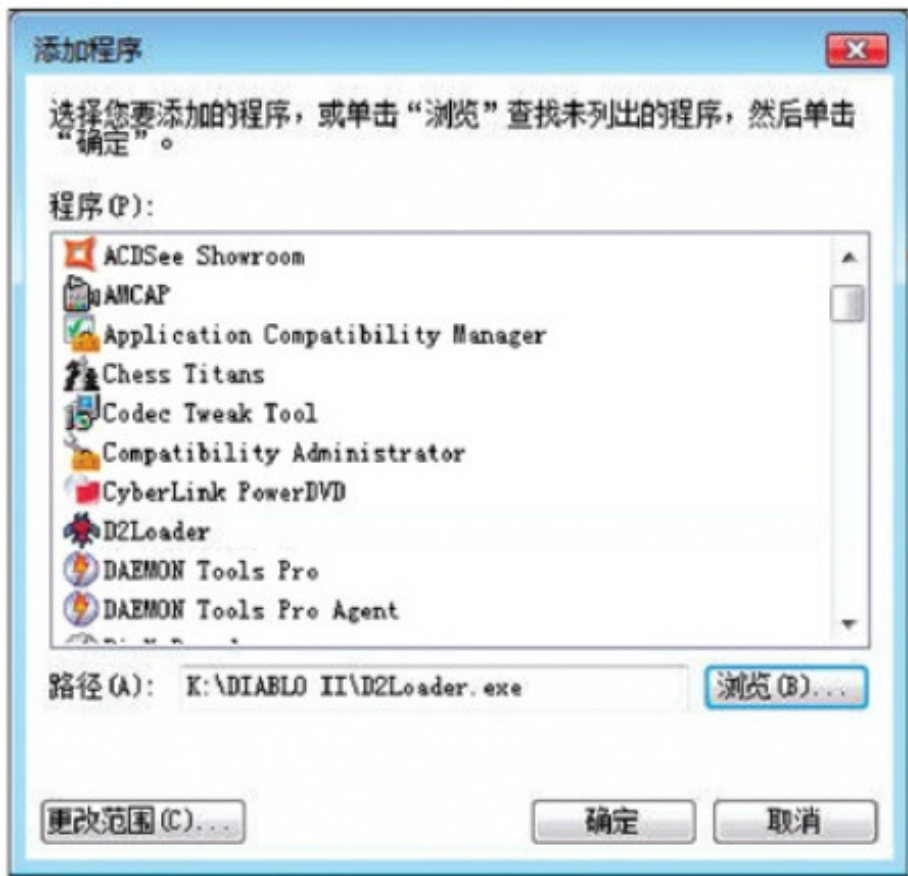 添加程序
选择您要添加的程序，或单击“浏览”查找未列出的程序，然后单击
“确定”。
程序(P):
ACDSee Showroom
AMCAP
Application Compatibility Manager
Chess Titans
Codec Tweak Tool
Compatibility Administrator
CyberLink PowerDVD
D2Loader
DAEMON Tools Pro
DAEMON Tools Pro Agent
路径(A): K:\DIABLO II\D2Loader.exe 浏览(B)...
更改范围(C)... 确定 取消